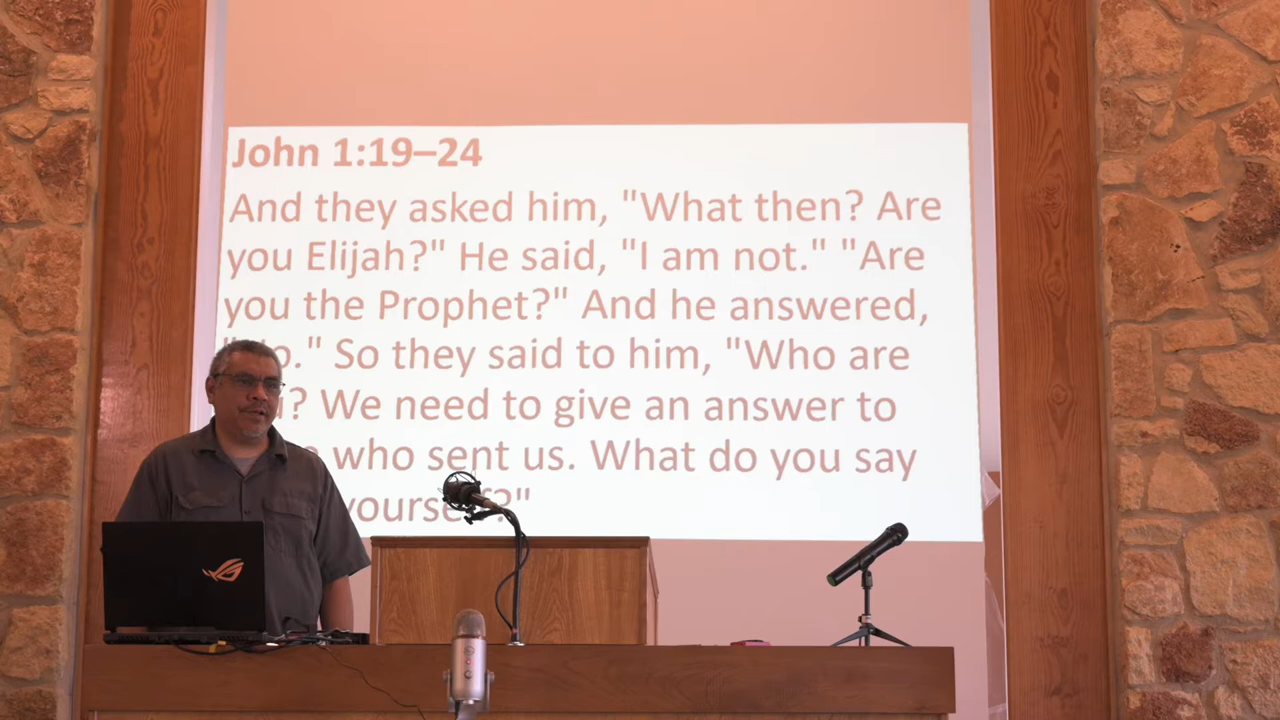 John 1:19–24
And they asked him, "What then? Are
you Elijah?" He said, "I am not." "Are
you the Prophet?" And he answered,
So they said to him, "Who are
We need to give an answer to
who sent us. What do you say
yourself?"